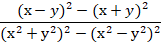 (x− y)² − (x + y)²
(x² + y²)² − (x² − y²)²